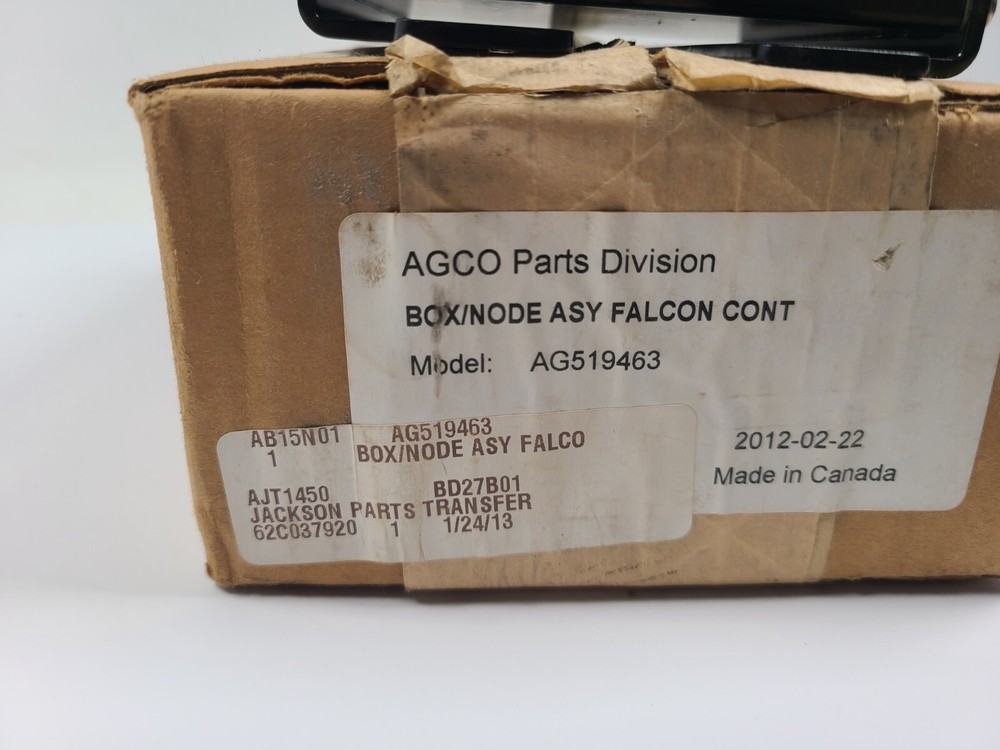 AGCO Parts Division
BOX/NODE ASY FALCON CONT
Model: AG519463
2012-02-22
Made in Canada
AB15N01 AG519463
1 BOX/NODE ASY FALCO
AJT1450 BD27B01
JACKSON PARTS TRANSFER
62C037920 1 1/24/13